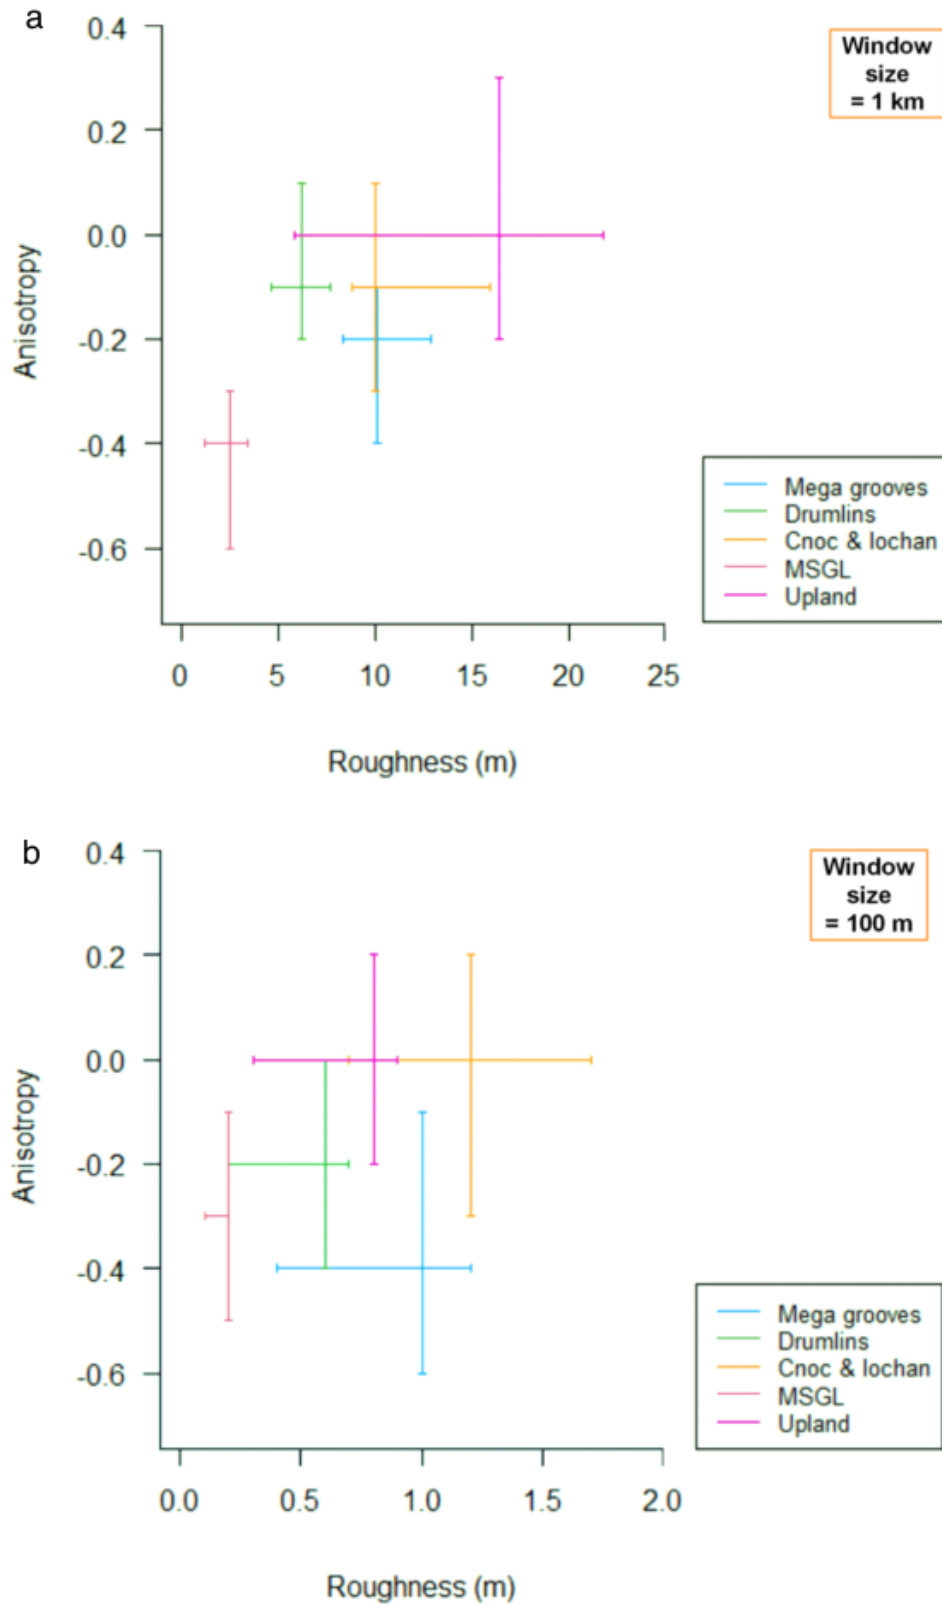 a
Window
size
= 1 km
0.4
0.2
0.0
-0.2
-0.4
-0.6
Anisotropy
0 5 10 15 20 25
Roughness (m)
Mega grooves
Drumlins
Cnoc & lochan
MSGL
Upland
b
Window
size
= 100 m
0.4
0.2
0.0
-0.2
-0.4
-0.6
Anisotropy
0.0 0.5 1.0 1.5 2.0
Roughness (m)
Mega grooves
Drumlins
Cnoc & lochan
MSGL
Upland